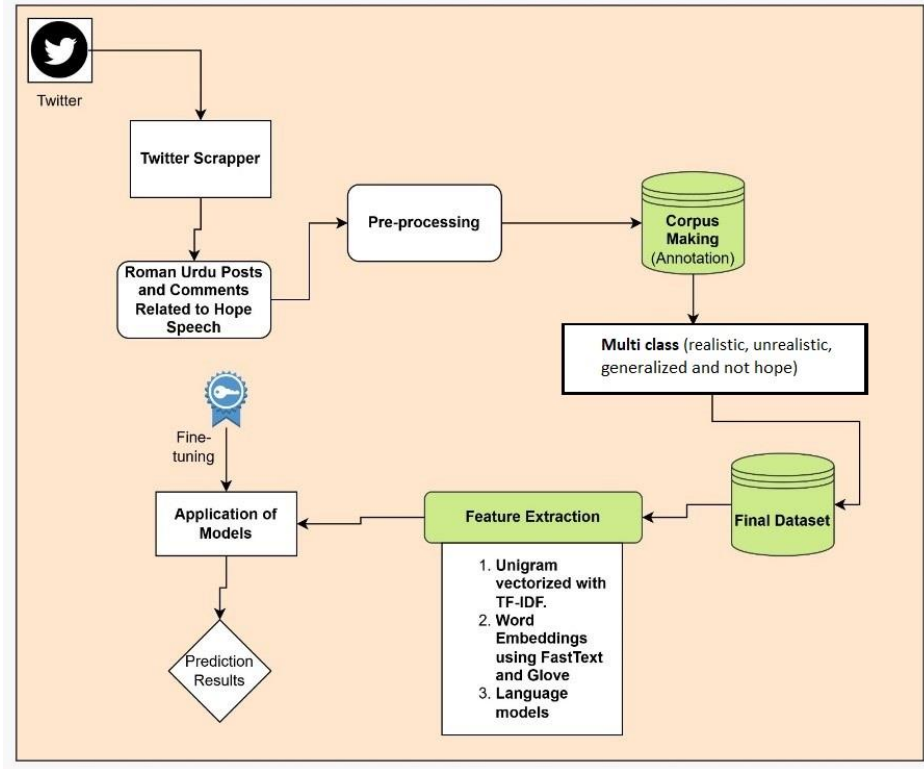 Twitter
Twitter Scrapper
Roman Urdu Posts
and Comments
Related to Hope
Speech
Pre-processing
Corpus
Making
(Annotation)
Multi class (realistic, unrealistic,
generalized and not hope)
Final Dataset
Feature Extraction
1. Unigram
vectorized with
TF-IDF.
2. Word
Embeddings
using FastText
and Glove
3. Language
models
Fine-
tuning
Application of
Models
Prediction
Results